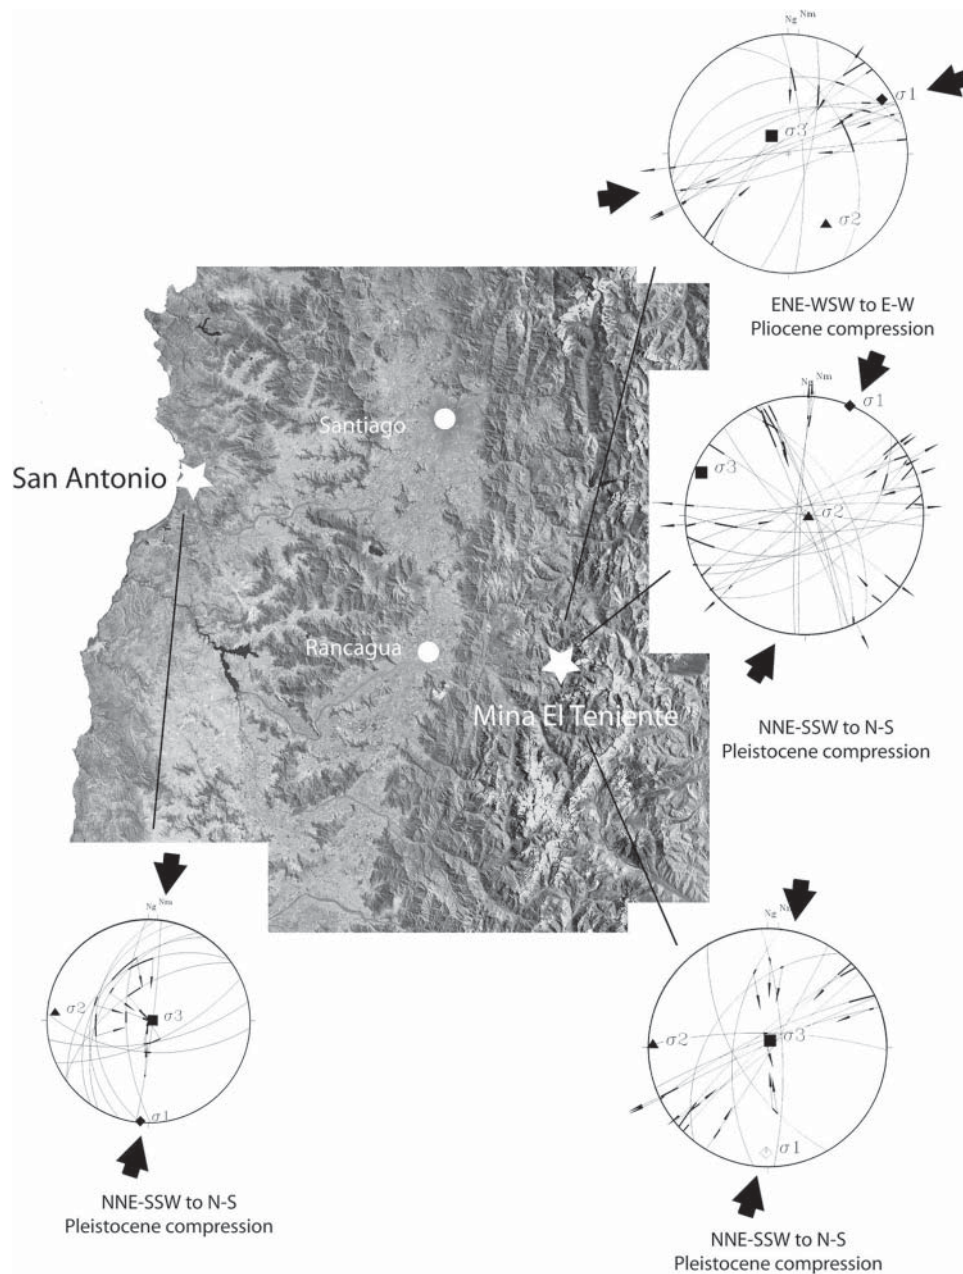 Ng Nm
σ1
σ3
σ2
ENE-WSW to E-W
Pliocene compression
Ng Nm
σ1
σ3
σ2
Santiago
San Antonio
Rancagua
Mina El Teniente
NNE-SSW to N-S
Pleistocene compression
Ng Nm
σ2
σ3
σ1
NNE-SSW to N-S
Pleistocene compression
Ng
σ2
σ3
σ1
NNE-SSW to N-S
Pleistocene compression